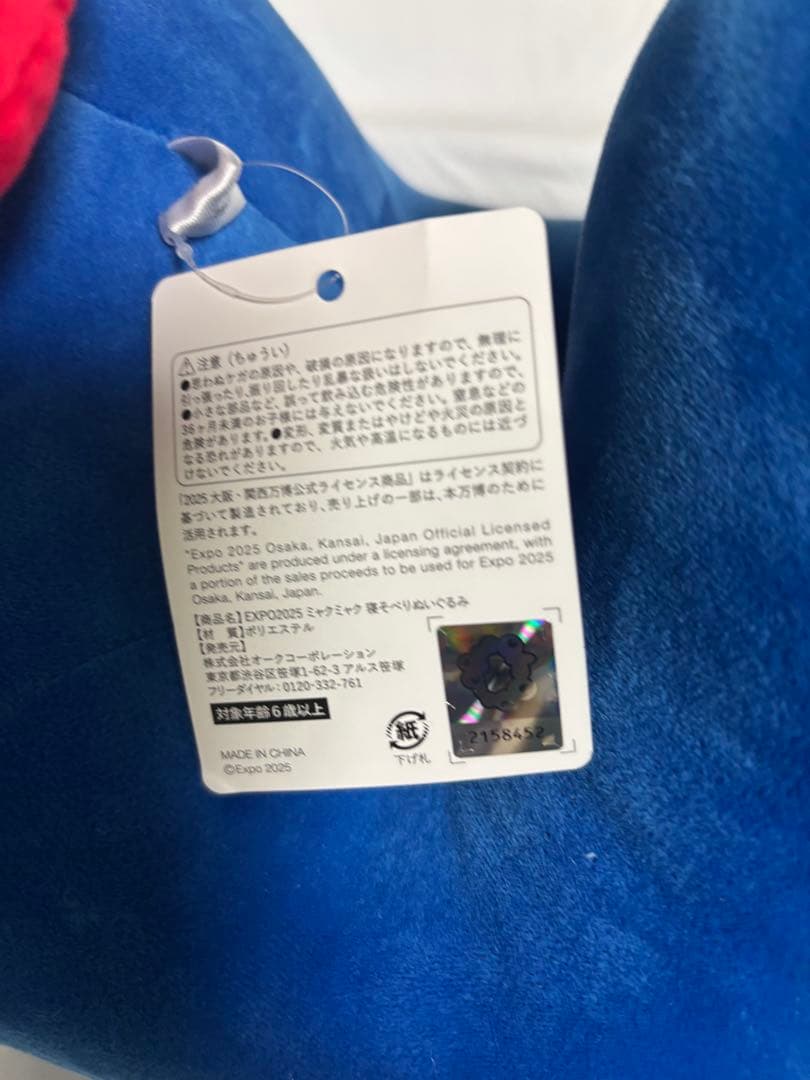 注意（ちゅうい）
●思わぬケガの原因や、破損の原因になりますので、無理に
引っ張ったり、振り回したり乱暴な扱いはしないでください。
●小さな部品など、誤って飲み込む危険性がありますので、
36ヶ月未満のお子様には与えないでください。窒息などの
危険があります。●変形、変質またはやけどや火災の原因と
なる恐れがありますので、火気や高温になるものには近づ
けないでください。
「2025大阪・関西万博公式ライセンス商品」はライセンス契約に
基づいて製造されており、売り上げの一部は、本万博のために
活用されます。
"Expo 2025 Osaka, Kansai, Japan Official Licensed
Products" are produced under a licensing agreement, with
a portion of the sales proceeds to be used for Expo 2025
Osaka, Kansai, Japan.
【商品名】EXPO2025 ミャクミャク 寝そべりぬいぐるみ
【材　質】ポリエステル
【発売元】
株式会社オークコーポレーション
東京都渋谷区笹塚1-62-3 アルス笹塚
フリーダイヤル：0120-332-761
対象年齢6歳以上
紙
下げ札
2158452
MADE IN CHINA
©Expo 2025